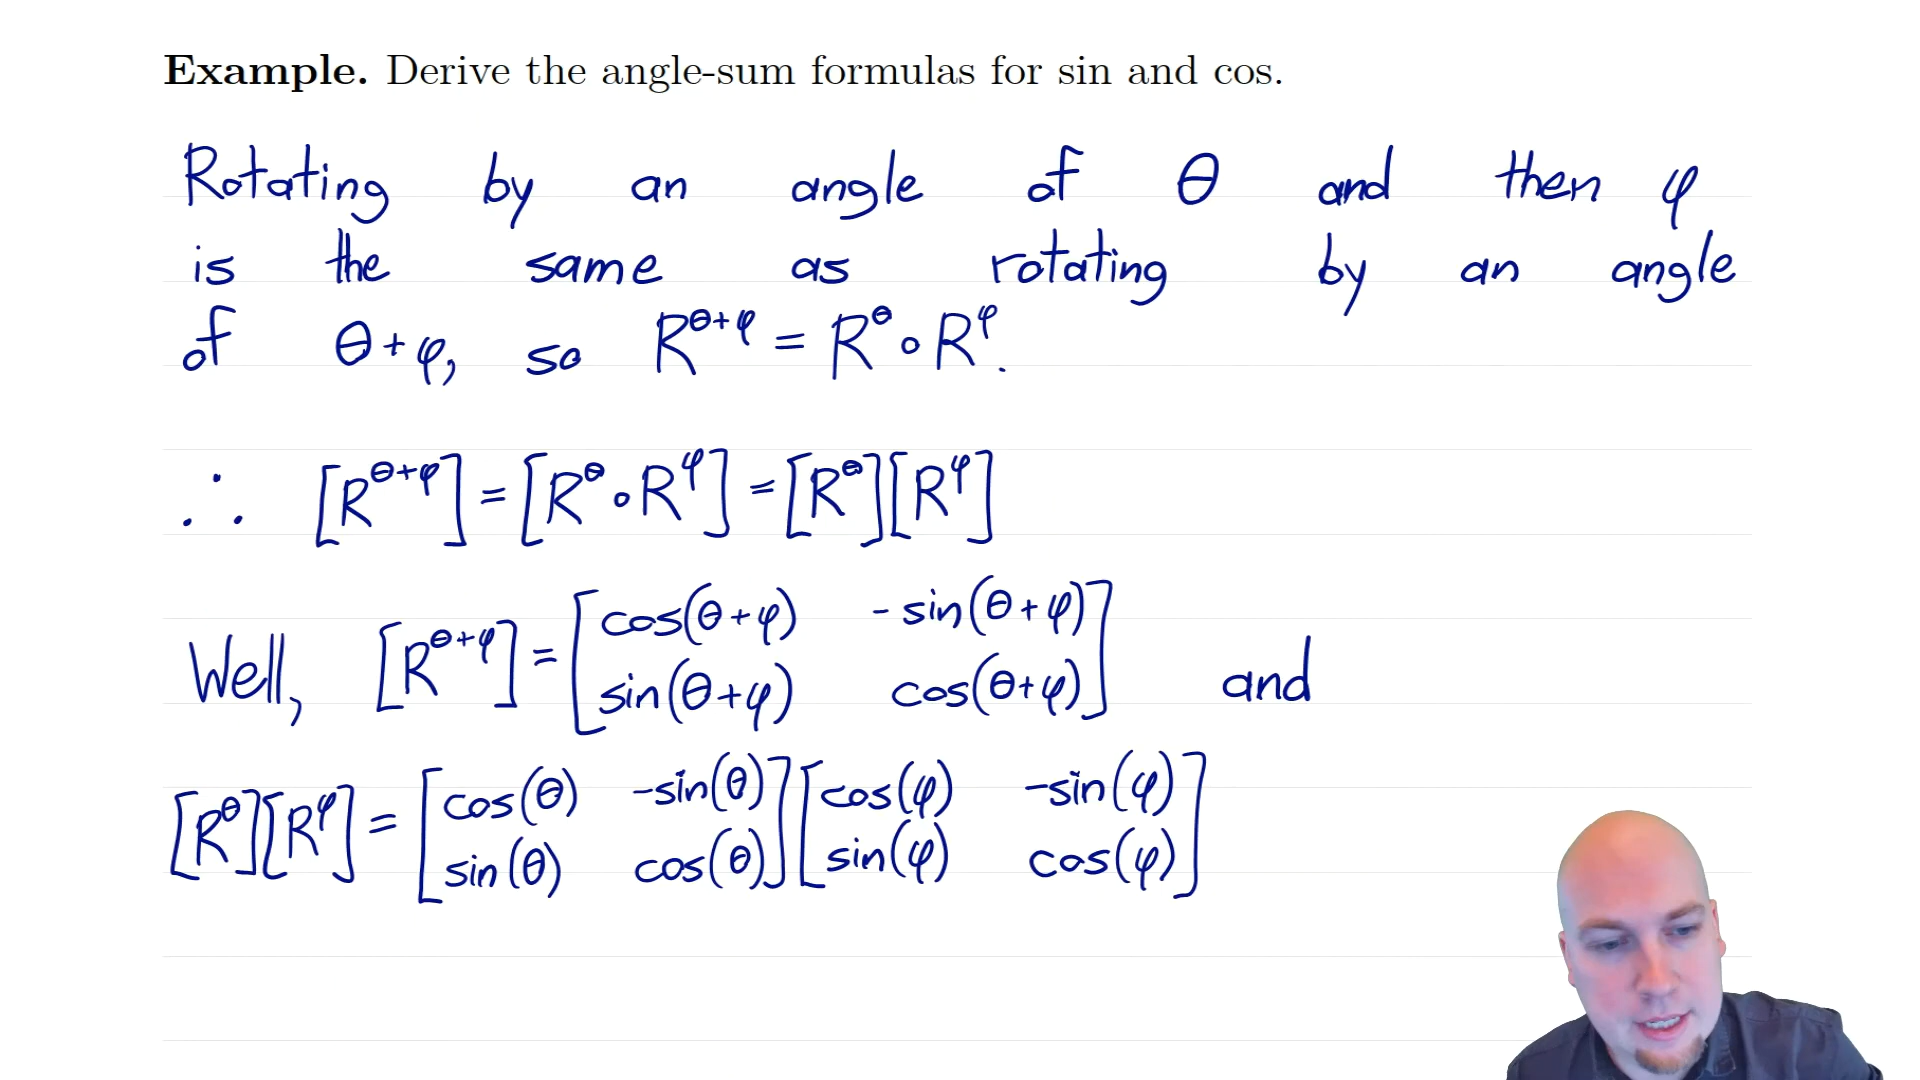 Example. Derive the angle-sum formulas for sin and cos.
Rotating by an angle of θ and then φ
is the same as rotating by an angle
of θ+φ, so R^{θ+φ} = R^θ ∘ R^φ.
∴ [R^{θ+φ}] = [R^θ ∘ R^φ] = [R^θ][R^φ]
Well, [R^{θ+φ}] = [cos(θ+φ) -sin(θ+φ); sin(θ+φ) cos(θ+φ)] and
[R^θ][R^φ] = [cos(θ) -sin(θ); sin(θ) cos(θ)][cos(φ) -sin(φ); sin(φ) cos(φ)]